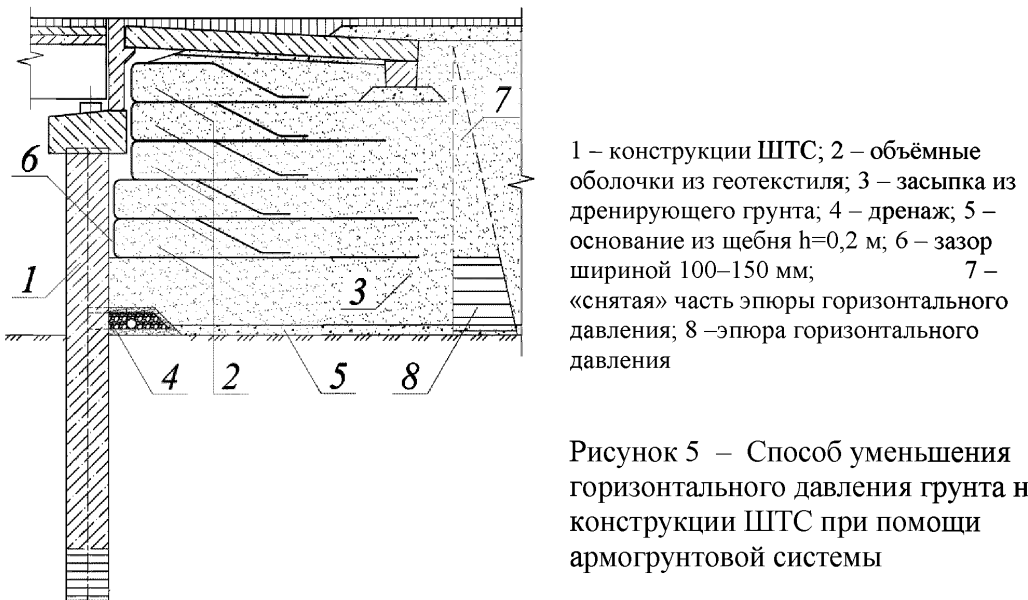 7
6
1
3
4
2
5
8
1 – конструкции ШТС; 2 – объёмные
оболочки из геотекстиля; 3 – засыпка из
дренирующего грунта; 4 – дренаж; 5 –
основание из щебня h=0,2 м; 6 – зазор
шириной 100–150 мм; 7 –
«снятая» часть эпюры горизонтального
давления; 8 –эпюра горизонтального
давления
Рисунок 5 – Способ уменьшения
горизонтального давления грунта н
конструкции ШТС при помощи
армогрунтовой системы